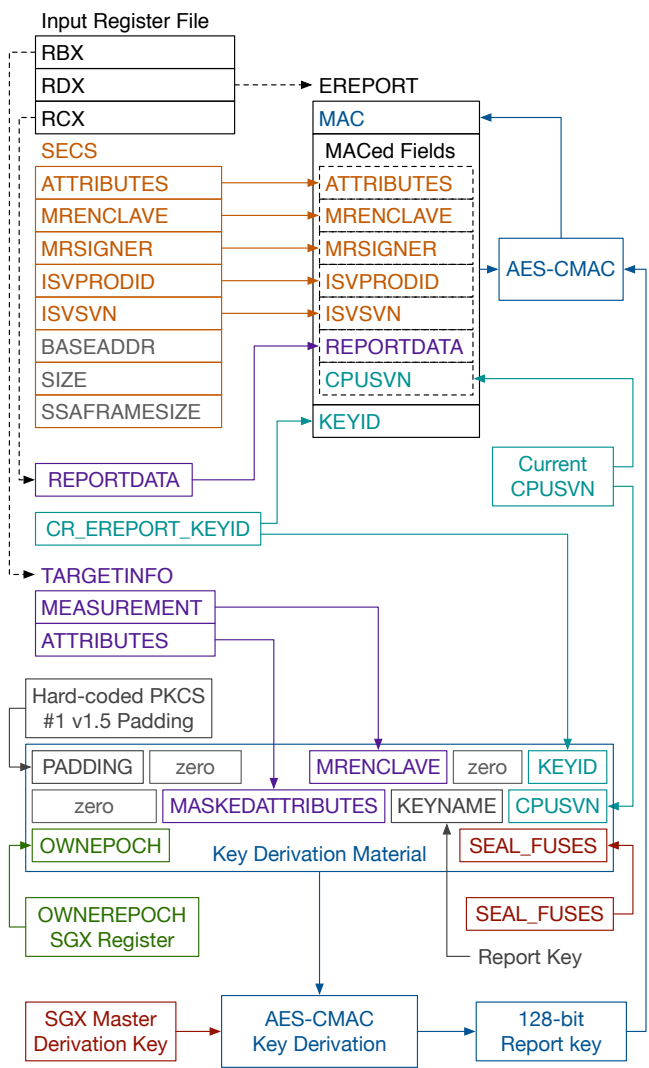 Input Register File
RBX
RDX
RCX
EREPORT
MAC
MACed Fields
ATTRIBUTES
MRENCLAVE
MRSIGNER
ISVPRODID
ISVSVN
REPORTDATA
CPUSVN
KEYID
SECS
ATTRIBUTES
MRENCLAVE
MRSIGNER
ISVPRODID
ISVSVN
BASEADDR
SIZE
SSAFRAMESIZE
AES-CMAC
REPORTDATA
Current
CPUSVN
CR_EREPORT_KEYID
TARGETINFO
MEASUREMENT
ATTRIBUTES
Hard-coded PKCS
#1 v1.5 Padding
PADDING
zero
MRENCLAVE
zero
KEYID
zero
MASKEDATTRIBUTES
KEYNAME
CPUSVN
OWNEPOCH
Key Derivation Material
SEAL_FUSES
OWNEREPOCH
SGX Register
SEAL_FUSES
Report Key
SGX Master
Derivation Key
AES-CMAC
Key Derivation
128-bit
Report key